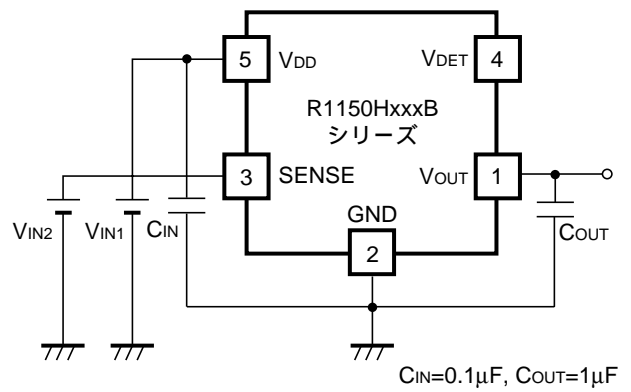 5 VDD VDET 4
R1150HxxxB
シリーズ
3 SENSE VOUT 1
GND
VIN2 VIN1 CIN 2 COUT
CIN=0.1μF, COUT=1μF